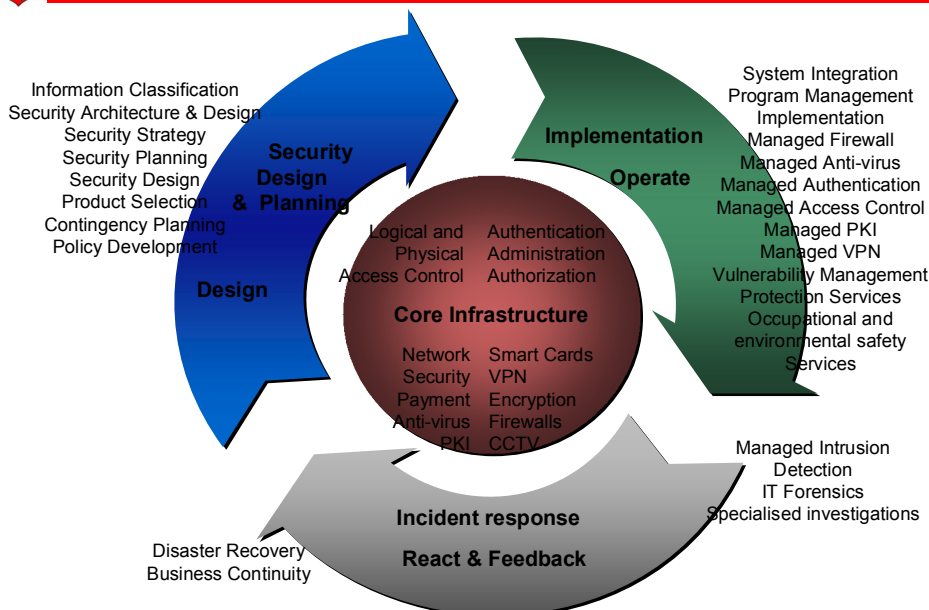 Information Classification
Security Architecture & Design
Security Strategy
Security Planning
Security Design
Product Selection
Contingency Planning
Policy Development
Security
Design
& Planning
Design
System Integration
Program Management
Implementation
Managed Firewall
Managed Anti-virus
Managed Authentication
Managed Access Control
Managed PKI
Managed VPN
Vulnerability Management
Protection Services
Occupational and
environmental safety
Services
Implementation
Operate
Logical and
Physical
Access Control
Authentication
Administration
Authorization
Core Infrastructure
Network
Security
Payment
Anti-virus
PKI
Smart Cards
VPN
Encryption
Firewalls
CCTV
Managed Intrusion
Detection
IT Forensics
Specialised investigations
Incident response
React & Feedback
Disaster Recovery
Business Continuity